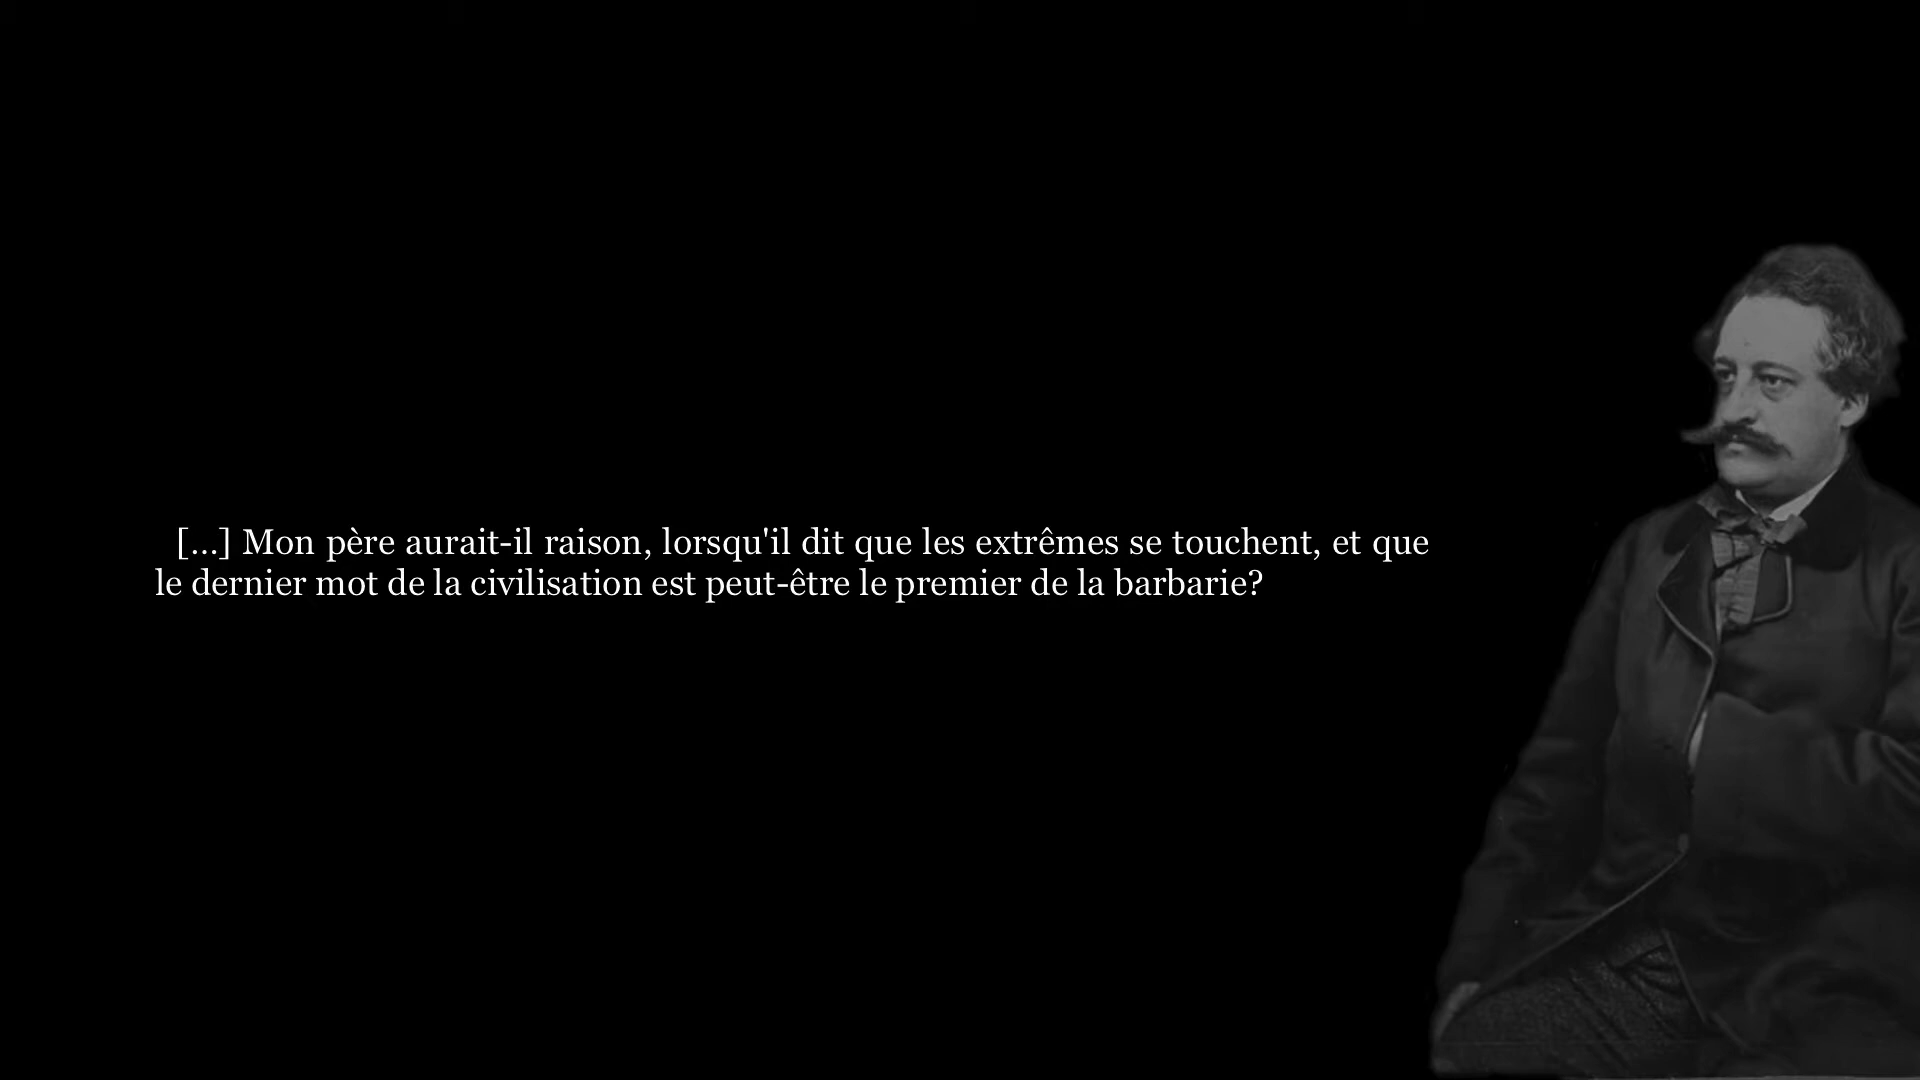 [...] Mon père aurait-il raison, lorsqu'il dit que les extrêmes se touchent, et que
le dernier mot de la civilisation est peut-être le premier de la barbarie?